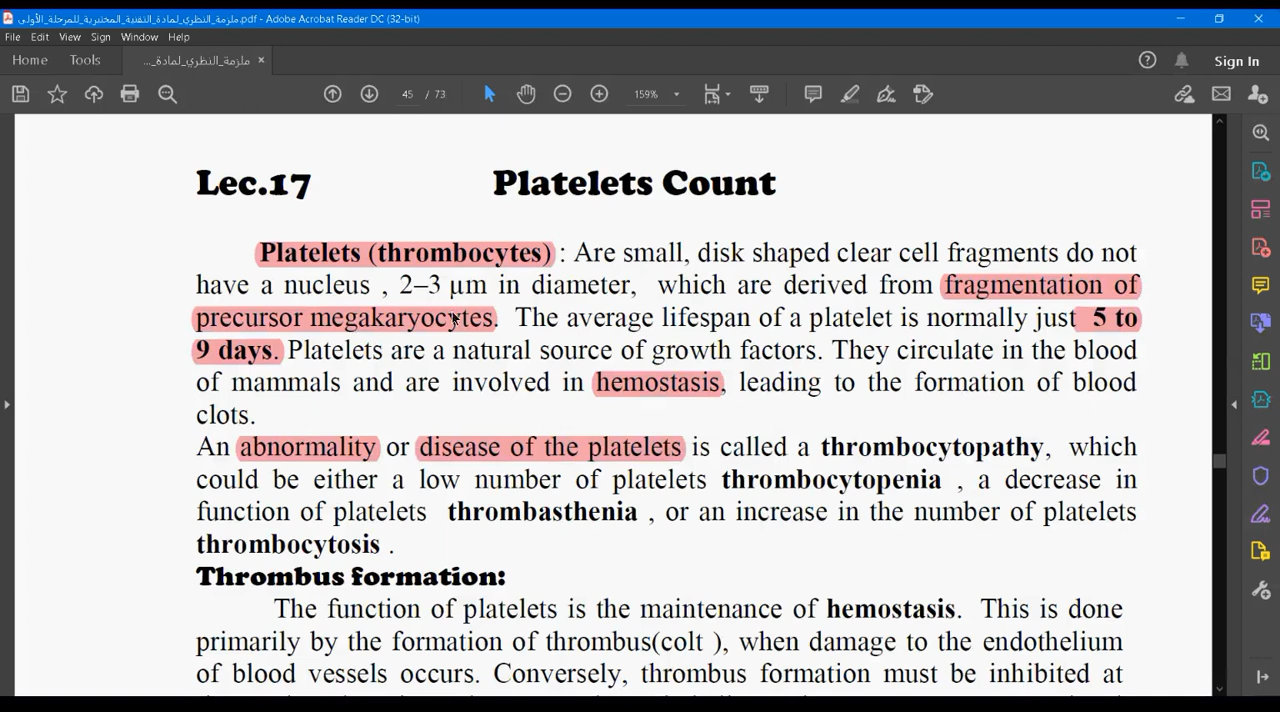 ملزمة_النظري_لمادة_التقنية_المختبرية_للمرحلة_الأولى.pdf - Adobe Acrobat Reader DC (32-bit)
File Edit View Sign Window Help
Home Tools ملزمة_النظري_لمادة_... × Sign In
45 / 73 159%
Lec.17 Platelets Count
Platelets (thrombocytes) : Are small, disk shaped clear cell fragments do not
have a nucleus , 2–3 µm in diameter, which are derived from fragmentation of
precursor megakaryocytes. The average lifespan of a platelet is normally just 5 to
9 days. Platelets are a natural source of growth factors. They circulate in the blood
of mammals and are involved in hemostasis, leading to the formation of blood
clots.
An abnormality or disease of the platelets is called a thrombocytopathy, which
could be either a low number of platelets thrombocytopenia , a decrease in
function of platelets thrombasthenia , or an increase in the number of platelets
thrombocytosis .
Thrombus formation:
The function of platelets is the maintenance of hemostasis. This is done
primarily by the formation of thrombus(colt ), when damage to the endothelium
of blood vessels occurs. Conversely, thrombus formation must be inhibited at